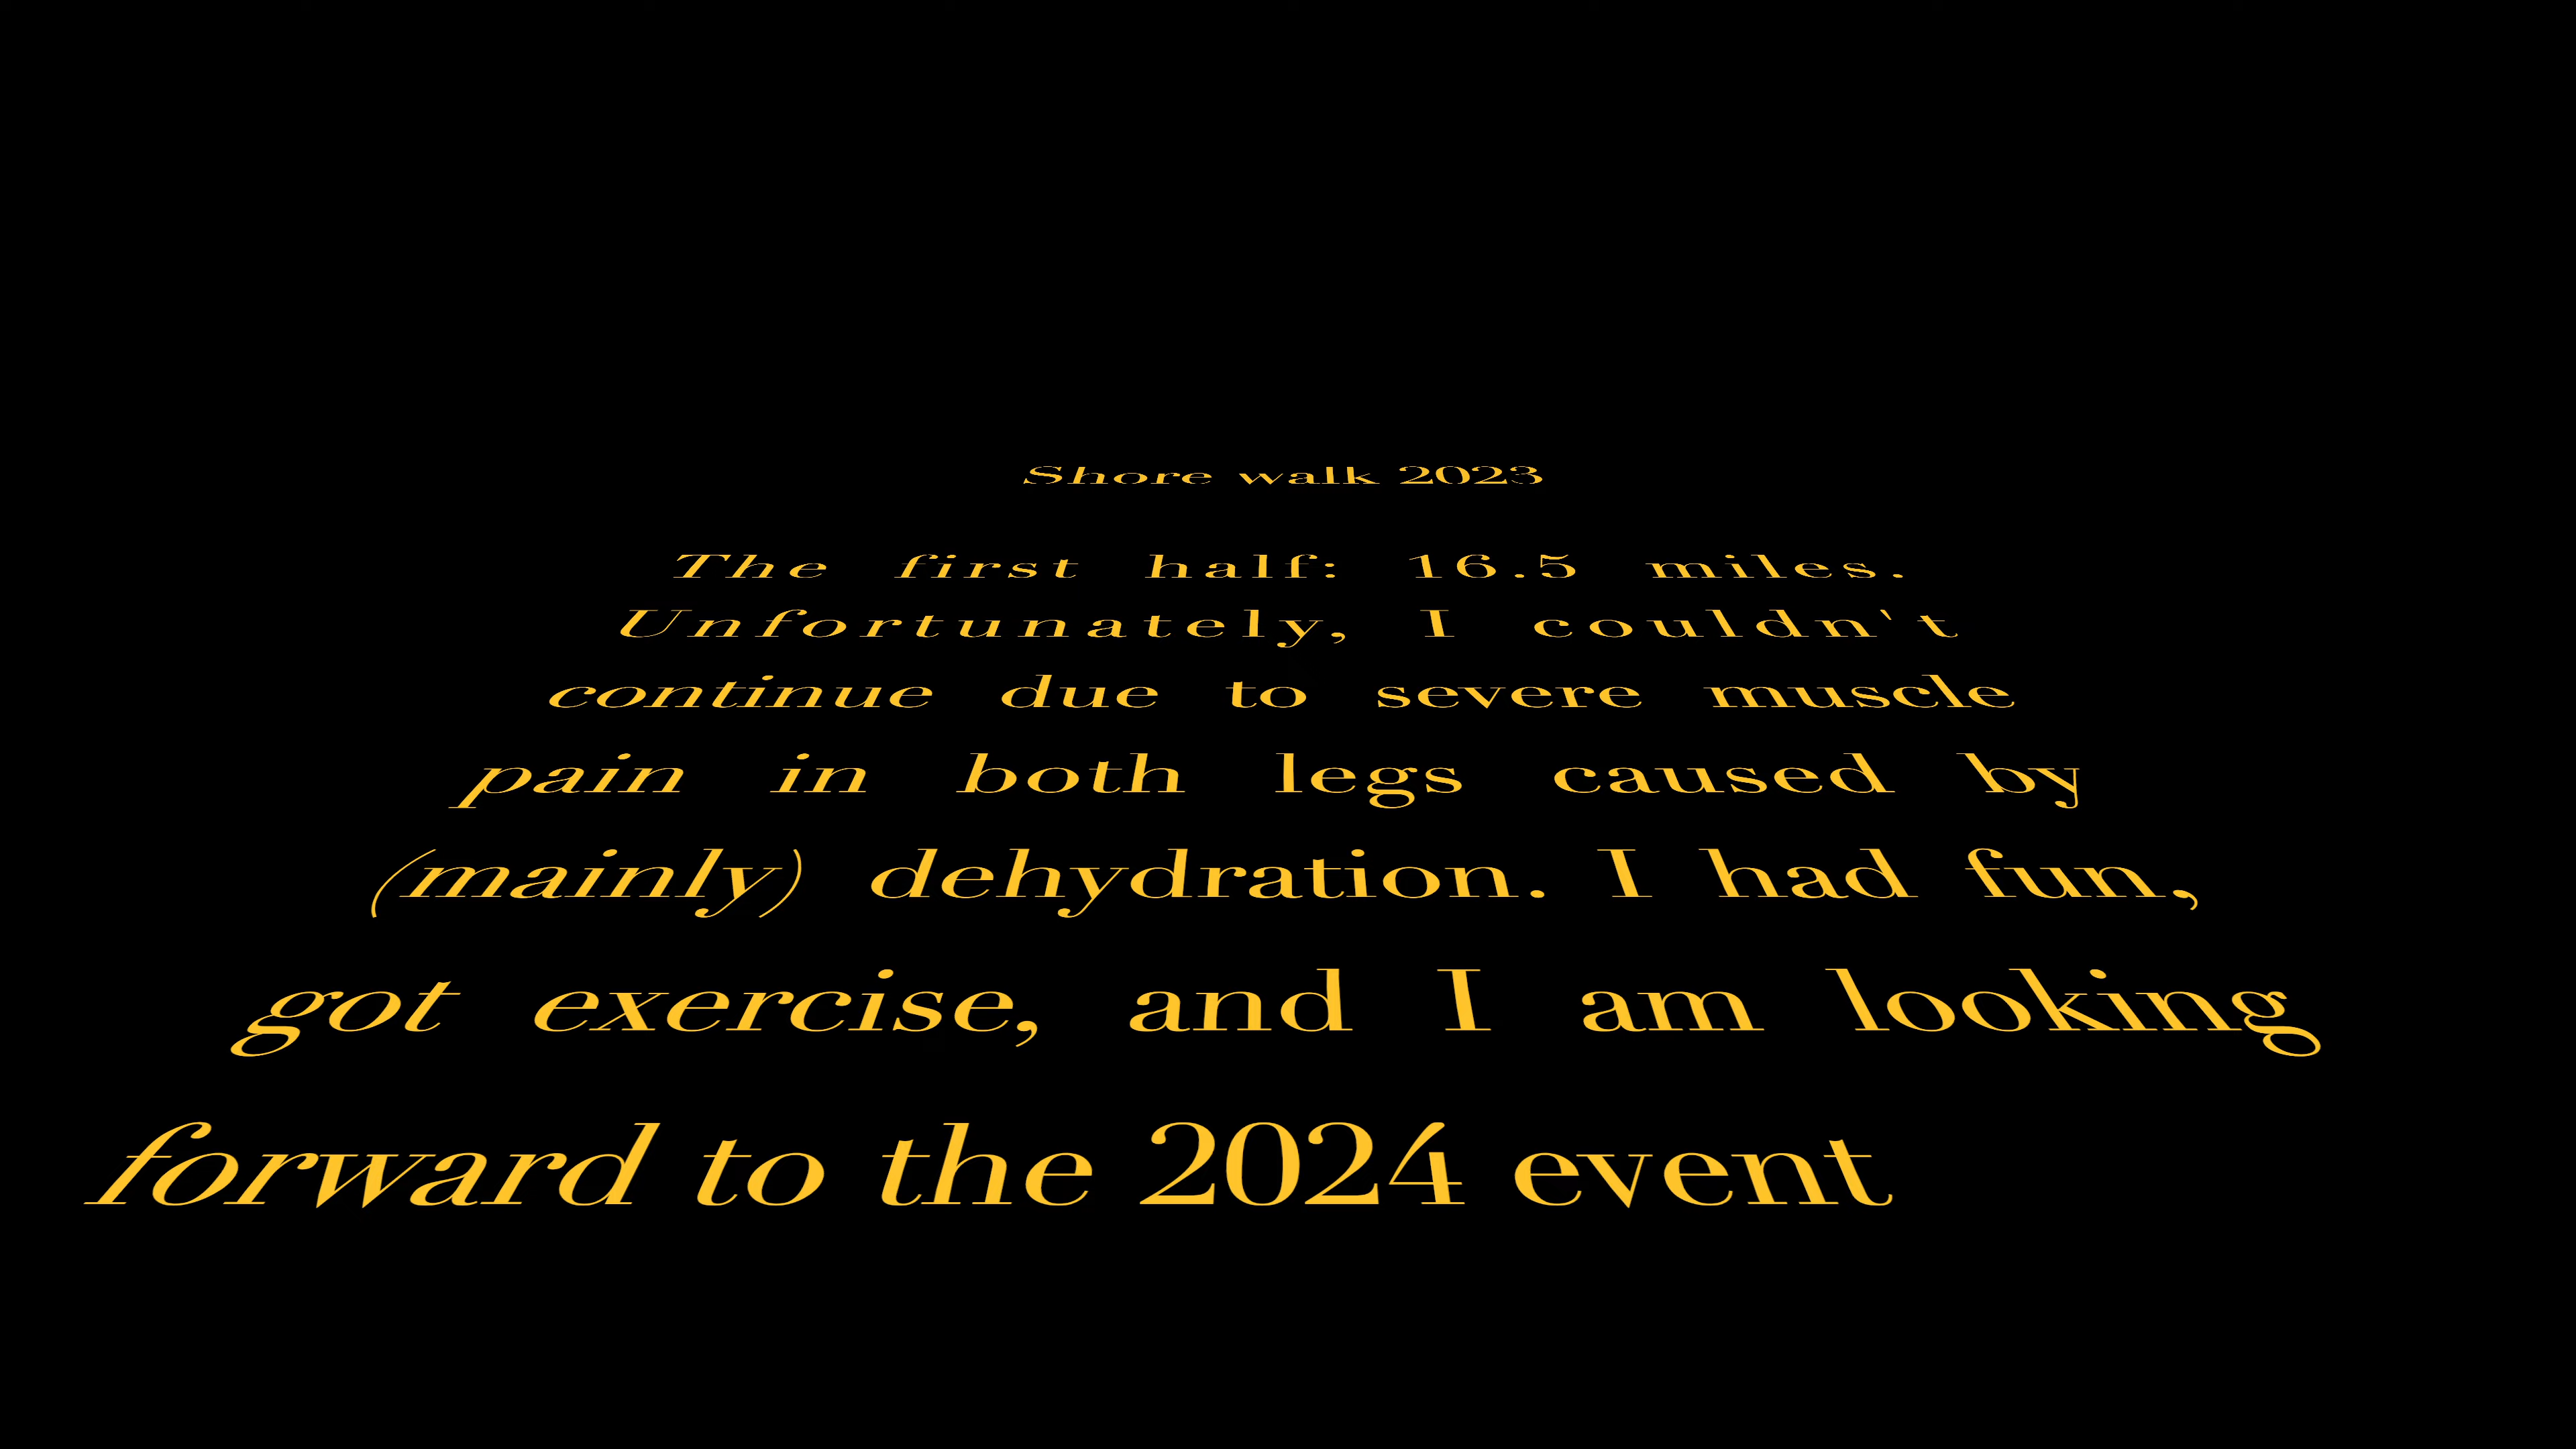 Shore walk 2023
The first half: 16.5 miles.
Unfortunately, I couldn't
continue due to severe muscle
pain in both legs caused by
(mainly) dehydration. I had fun,
got exercise, and I am looking
forward to the 2024 event